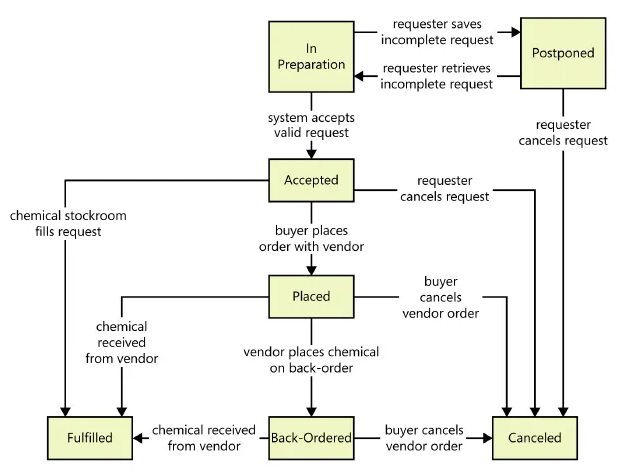 In
Preparation
requester saves
incomplete request
Postponed
requester retrieves
incomplete request
system accepts
valid request
requester
cancels request
Accepted
requester
cancels request
chemical stockroom
fills request
buyer places
order with vendor
Placed
buyer
cancels
vendor order
chemical
received
from vendor
vendor places chemical
on back-order
Fulfilled
chemical received
from vendor
Back-Ordered
buyer cancels
vendor order
Canceled